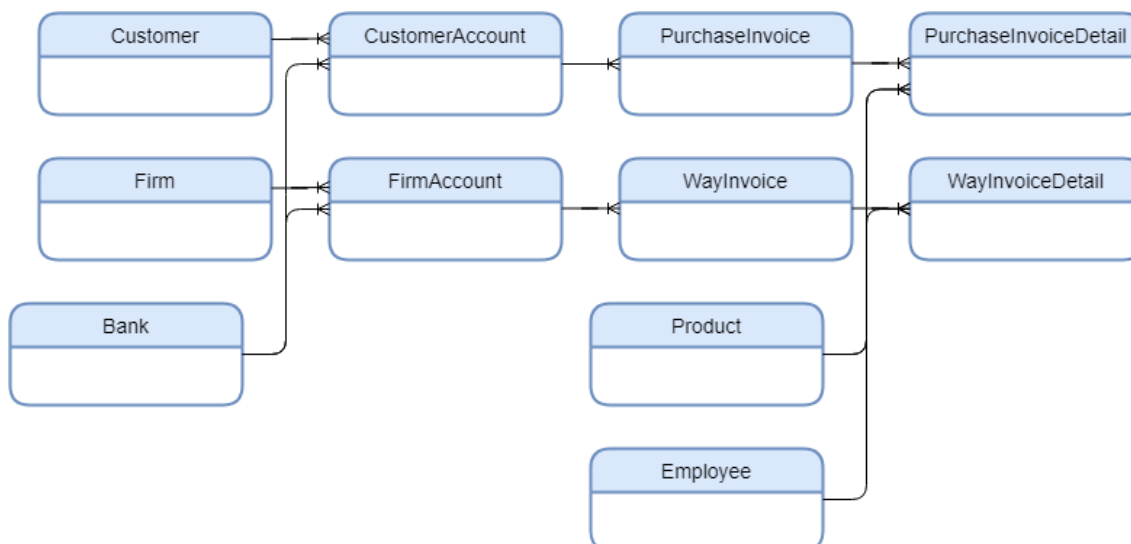 Customer
CustomerAccount
PurchaseInvoice
PurchaseInvoiceDetail
Firm
FirmAccount
WayInvoice
WayInvoiceDetail
Bank
Product
Employee